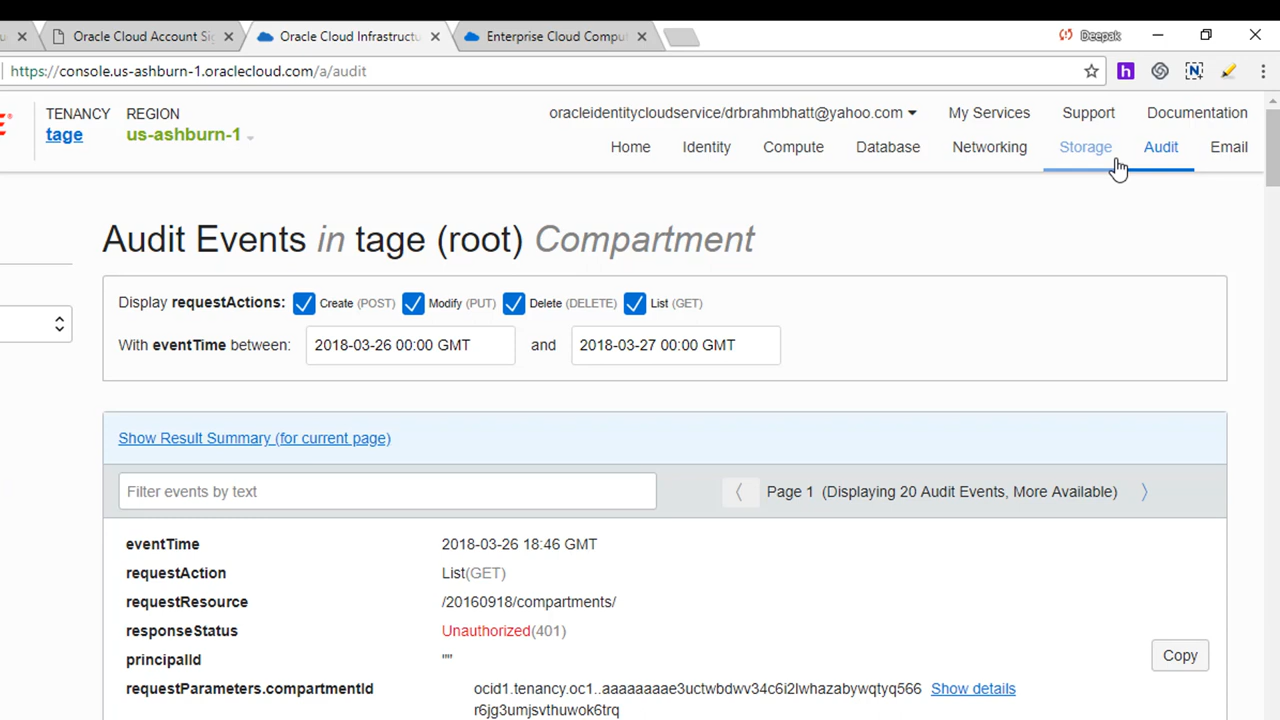 Oracle Cloud Account Si
Oracle Cloud Infrastructu
Enterprise Cloud Compu
Deepak
https://console.us-ashburn-1.oraclecloud.com/a/audit
TENANCY
tage
REGION
us-ashburn-1
oracleidentitycloudservice/drbrahmbhatt@yahoo.com
My Services
Support
Documentation
Home
Identity
Compute
Database
Networking
Storage
Audit
Email
Audit Events in tage (root) Compartment
Display requestActions: Create (POST) Modify (PUT) Delete (DELETE) List (GET)
With eventTime between: 2018-03-26 00:00 GMT and 2018-03-27 00:00 GMT
Show Result Summary (for current page)
Filter events by text
Page 1 (Displaying 20 Audit Events, More Available)
eventTime 2018-03-26 18:46 GMT
requestAction List(GET)
requestResource /20160918/compartments/
responseStatus Unauthorized(401)
principalId ""
Copy
requestParameters.compartmentId ocid1.tenancy.oc1..aaaaaaaae3uctwbdwv34c6i2lwhazabywqtyq566 Show details
r6jg3umjsvthuwok6trq